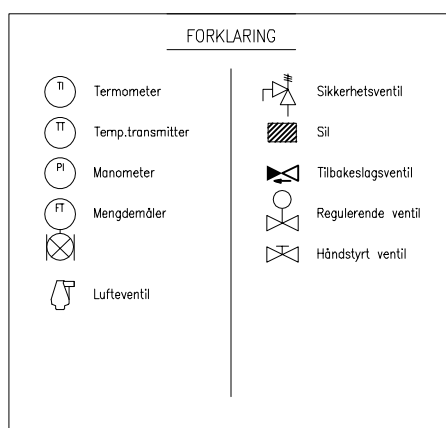 FORKLARING
TI Termometer
TT Temp.transmitter
PI Manometer
FT Mengdemåler
Lufteventil
Sikkerhetsventil
Sil
Tilbakeslagsventil
Regulerende ventil
Håndstyrt ventil